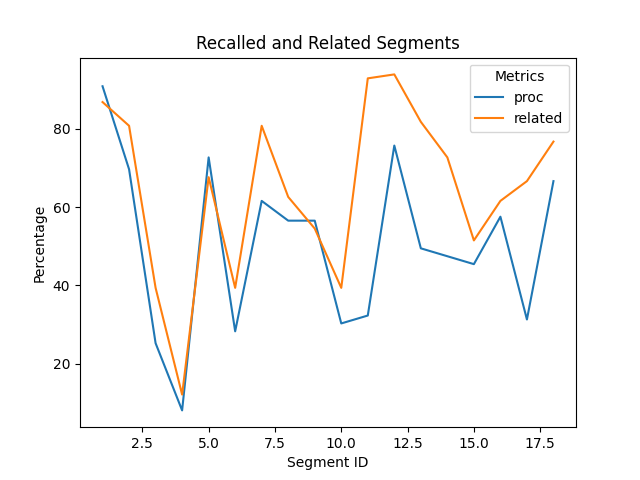 Recalled and Related Segments
Metrics
proc
related
Percentage
80
60
40
20
2.5 5.0 7.5 10.0 12.5 15.0 17.5
Segment ID